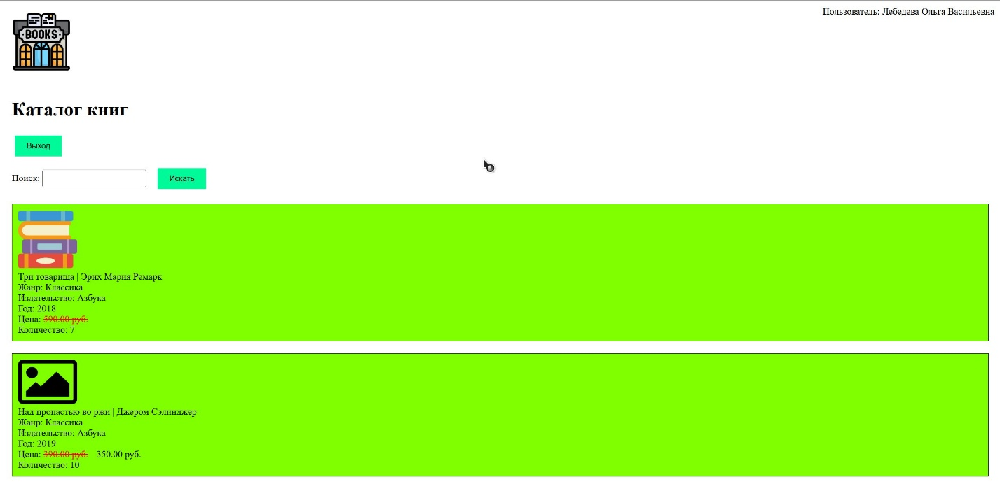 Пользователь: Лебедева Ольга Васильевна
BOOKS
Каталог книг
Выход
Поиск: Искать
Три товарища | Эрих Мария Ремарк
Жанр: Классика
Издательство: Азбука
Год: 2018
Цена: 590.00 руб.
Количество: 7
Над пропастью во ржи | Джером Сэлинджер
Жанр: Классика
Издательство: Азбука
Год: 2019
Цена: 390.00 руб. 350.00 руб.
Количество: 10